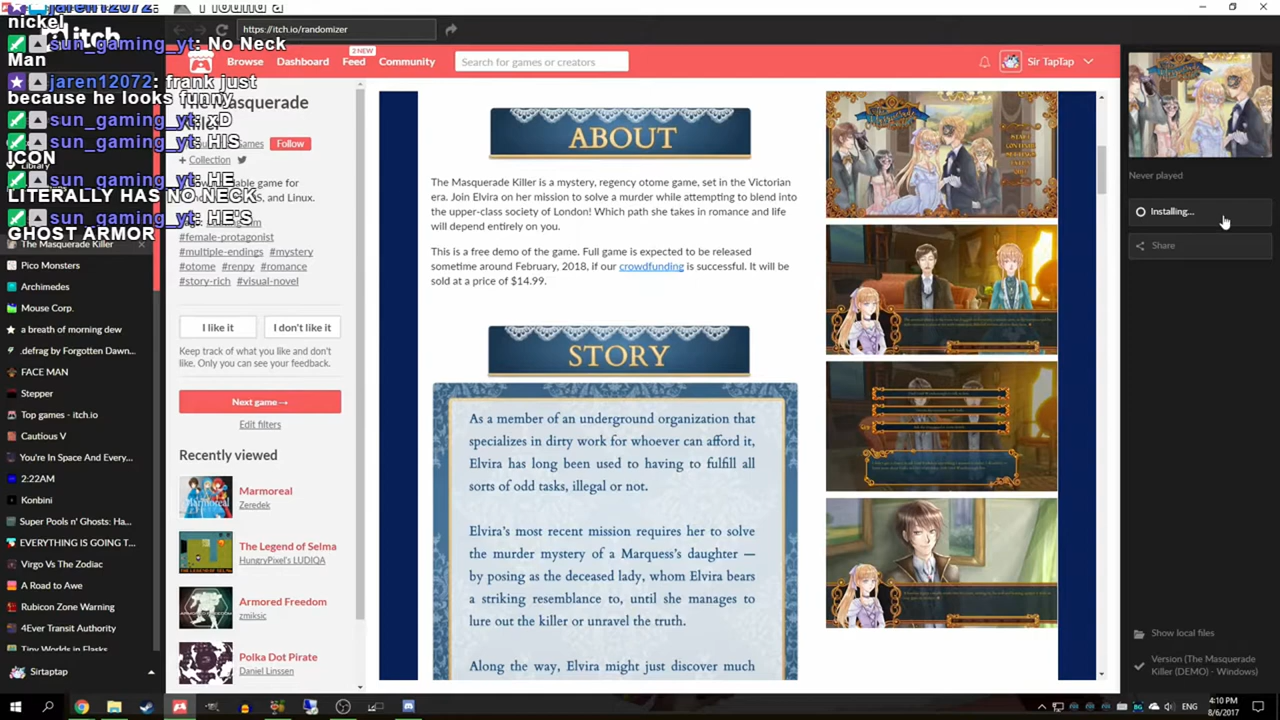 jaren12072: I found a
nickel
sun_gaming_yt: No Neck
Man
jaren12072: frank just
because he looks funny
sun_gaming_yt: xD
sun_gaming_yt: HIS
ICON
sun_gaming_yt: HE
LITERALLY HAS NO NECK
sun_gaming_yt: HE'S
GHOST ARMOR
itch
https://itch.io/randomizer
Browse
Dashboard
2 NEW
Feed
Community
Search for games or creators
Sir TapTap
Library
The Masquerade Killer
Pico Monsters
Archimedes
Mouse Corp.
a breath of morning dew
.defrag by Forgotten Dawn...
FACE MAN
Stepper
Top games - itch.io
Cautious V
You're In Space And Every...
2:22AM
Konbini
Super Pools n' Ghosts: Ha...
EVERYTHING IS GOING T...
Virgo Vs The Zodiac
A Road to Awe
Rubicon Zone Warning
4Ever Transit Authority
Tiny Worlds in Flasks
Sirtaptap
The Masquerade
Follow
Collection
#female-protagonist
#multiple-endings #mystery
#otome #renpy #romance
#story-rich #visual-novel
I like it
I don't like it
Keep track of what you like and don't
like. Only you can see your feedback.
Next game →
Edit filters
Recently viewed
Marmoreal
Zeredek
The Legend of Selma
HungryPixel's LUDIQA
Armored Freedom
zmiksic
Polka Dot Pirate
Daniel Linssen
ABOUT
The Masquerade Killer is a mystery, regency otome game, set in the Victorian
era. Join Elvira on her mission to solve a murder while attempting to blend into
the upper-class society of London! Which path she takes in romance and life
will depend entirely on you.
This is a free demo of the game. Full game is expected to be released
sometime around February, 2018, if our crowdfunding is successful. It will be
sold at a price of $14.99.
STORY
As a member of an underground organization that
specializes in dirty work for whoever can afford it,
Elvira has long been used to having to fulfill all
sorts of odd tasks, illegal or not.
Elvira's most recent mission requires her to solve
the murder mystery of a Marquess's daughter —
by posing as the deceased lady, whom Elvira bears
a striking resemblance to, until she manages to
lure out the killer or unravel the truth.
Along the way, Elvira might just discover much
START
CONTINUE
Never played
Installing...
Share
Show local files
Version (The Masquerade
Killer (DEMO) - Windows)
ENG
4:10 PM
8/6/2017